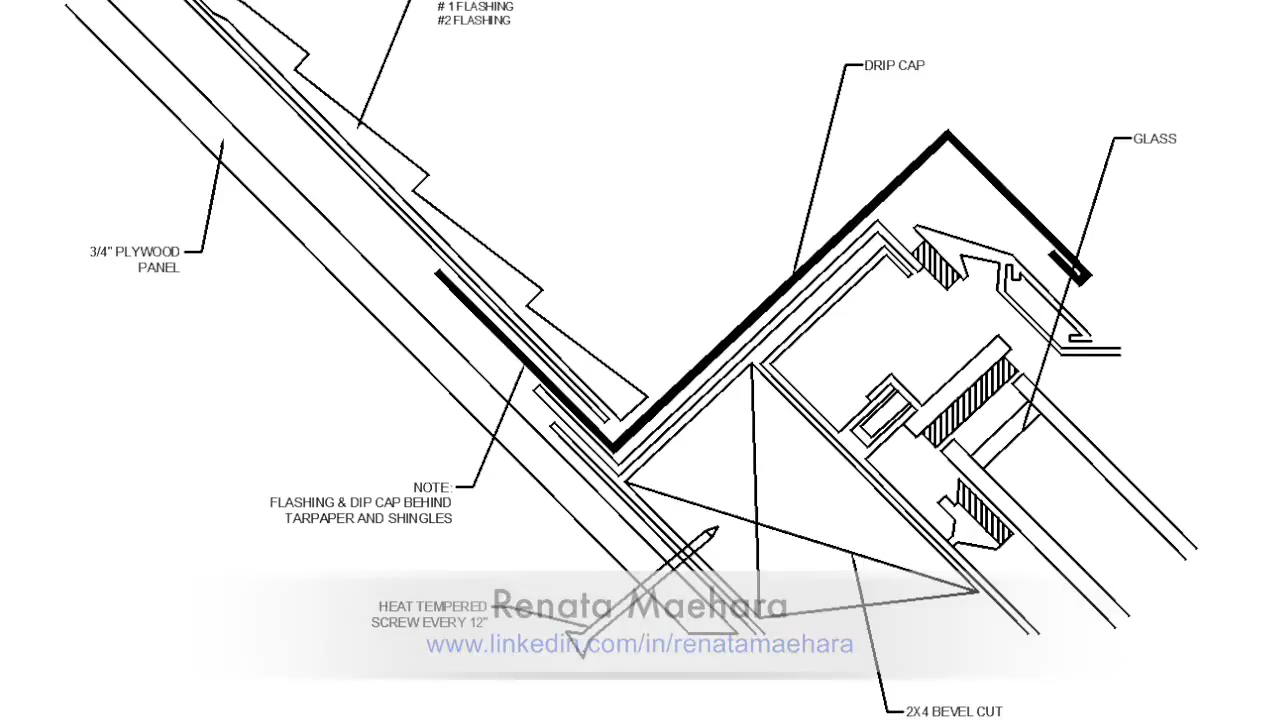 # 1 FLASHING
#2 FLASHING
DRIP CAP
GLASS
3/4" PLYWOOD
PANEL
NOTE:
FLASHING & DIP CAP BEHIND
TARPAPER AND SHINGLES
HEAT TEMPERED
SCREW EVERY 12"
Renata Maehara
www.linkedin.com/in/renatamaehara
2X4 BEVEL CUT